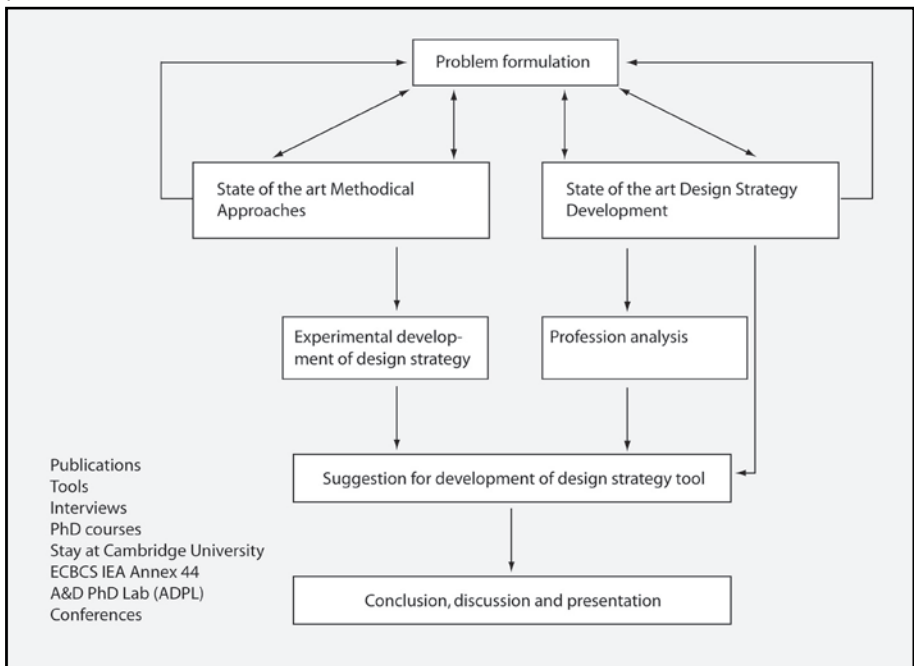 Problem formulation
State of the art Methodical
Approaches
State of the art Design Strategy
Development
Experimental develop-
ment of design strategy
Profession analysis
Suggestion for development of design strategy tool
Publications
Tools
Interviews
PhD courses
Stay at Cambridge University
ECBCS IEA Annex 44
A&D PhD Lab (ADPL)
Conferences
Conclusion, discussion and presentation